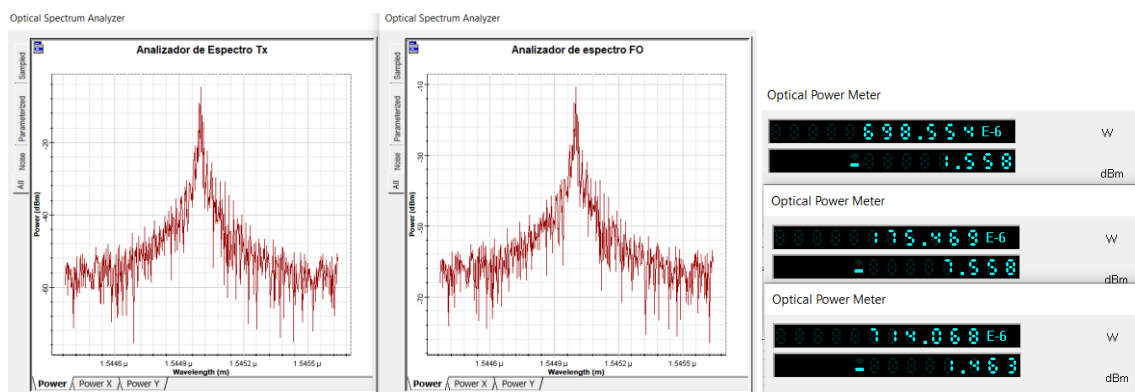 Optical Spectrum Analyzer
Analizador de Espectro Tx
Sampled
Parameterized
Noise
All
Power (dBm)
-20
-40
-60
1.5446 µ
1.5449 µ
1.5452 µ
1.5455 µ
Wavelength (m)
Power
Power X
Power Y
Optical Spectrum Analyzer
Analizador de espectro FO
Sampled
Parameterized
Noise
All
Power (dBm)
-10
-30
-50
-70
1.5446 µ
1.5449 µ
1.5452 µ
1.5455 µ
Wavelength (m)
Power
Power X
Power Y
Optical Power Meter
698.554 E-6 W
-1.558 dBm
Optical Power Meter
175.469 E-6 W
-7.558 dBm
Optical Power Meter
714.068 E-6 W
-1.463 dBm